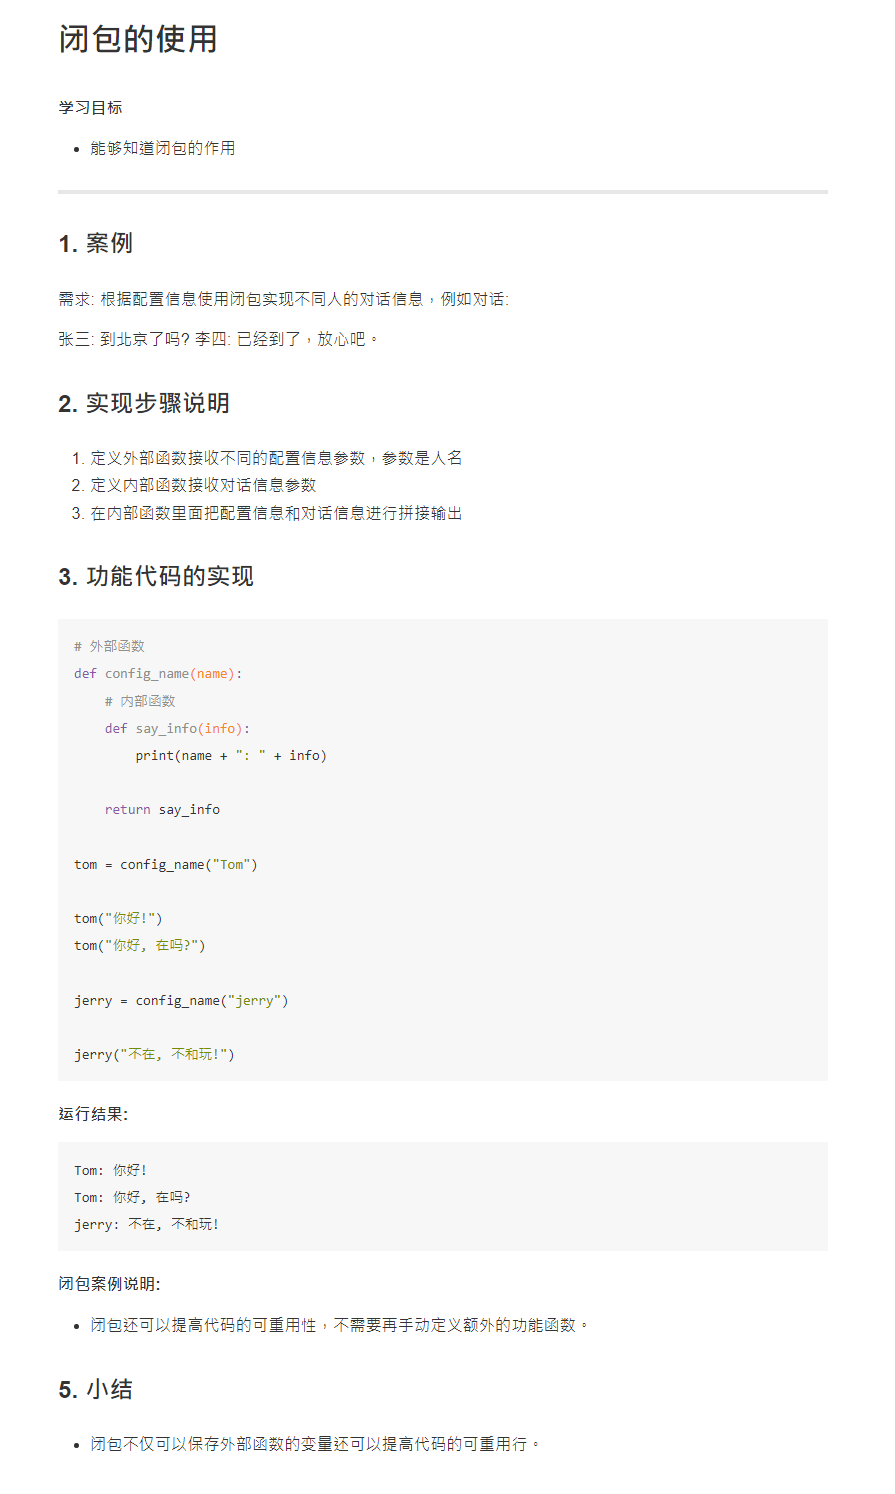 闭包的使用
学习目标
• 能够知道闭包的作用
1. 案例
需求: 根据配置信息使用闭包实现不同人的对话信息，例如对话:
张三: 到北京了吗? 李四: 已经到了，放心吧。
2. 实现步骤说明
1. 定义外部函数接收不同的配置信息参数，参数是人名
2. 定义内部函数接收对话信息参数
3. 在内部函数里面把配置信息和对话信息进行拼接输出
3. 功能代码的实现
# 外部函数
def config_name(name):
    # 内部函数
    def say_info(info):
        print(name + ": " + info)
    return say_info
tom = config_name("Tom")
tom("你好!")
tom("你好, 在吗?")
jerry = config_name("jerry")
jerry("不在, 不和玩!")
运行结果:
Tom: 你好!
Tom: 你好, 在吗?
jerry: 不在, 不和玩!
闭包案例说明:
• 闭包还可以提高代码的可重用性，不需要再手动定义额外的功能函数。
5. 小结
• 闭包不仅可以保存外部函数的变量还可以提高代码的可重用行。